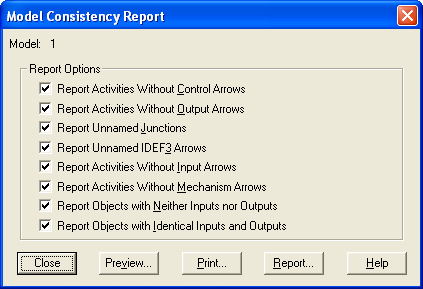 Model Consistency Report
Model: 1
Report Options
Report Activities Without Control Arrows
Report Activities Without Output Arrows
Report Unnamed Junctions
Report Unnamed IDEF3 Arrows
Report Activities Without Input Arrows
Report Activities Without Mechanism Arrows
Report Objects with Neither Inputs nor Outputs
Report Objects with Identical Inputs and Outputs
Close Preview... Print... Report... Help